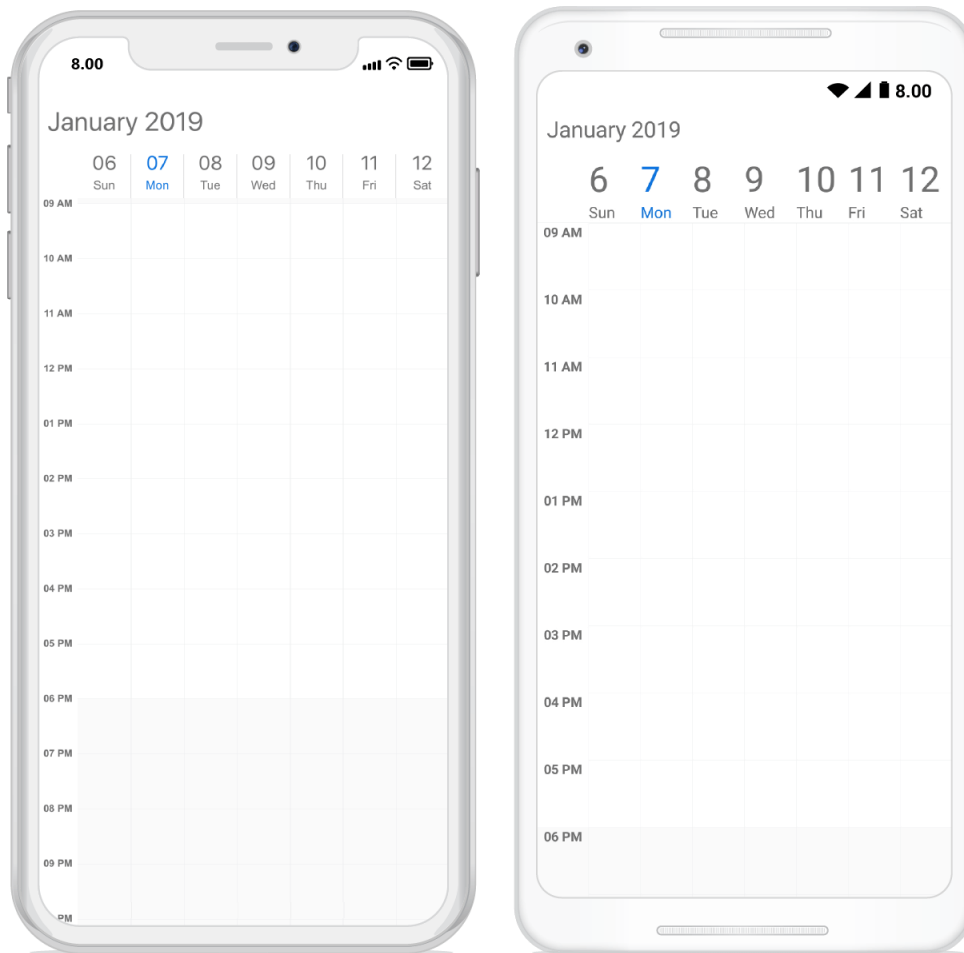 8.00
January 2019
06 07 08 09 10 11 12
Sun Mon Tue Wed Thu Fri Sat
09 AM
10 AM
11 AM
12 PM
01 PM
02 PM
03 PM
04 PM
05 PM
06 PM
07 PM
08 PM
09 PM
PM
8.00
January 2019
6 7 8 9 10 11 12
Sun Mon Tue Wed Thu Fri Sat
09 AM
10 AM
11 AM
12 PM
01 PM
02 PM
03 PM
04 PM
05 PM
06 PM